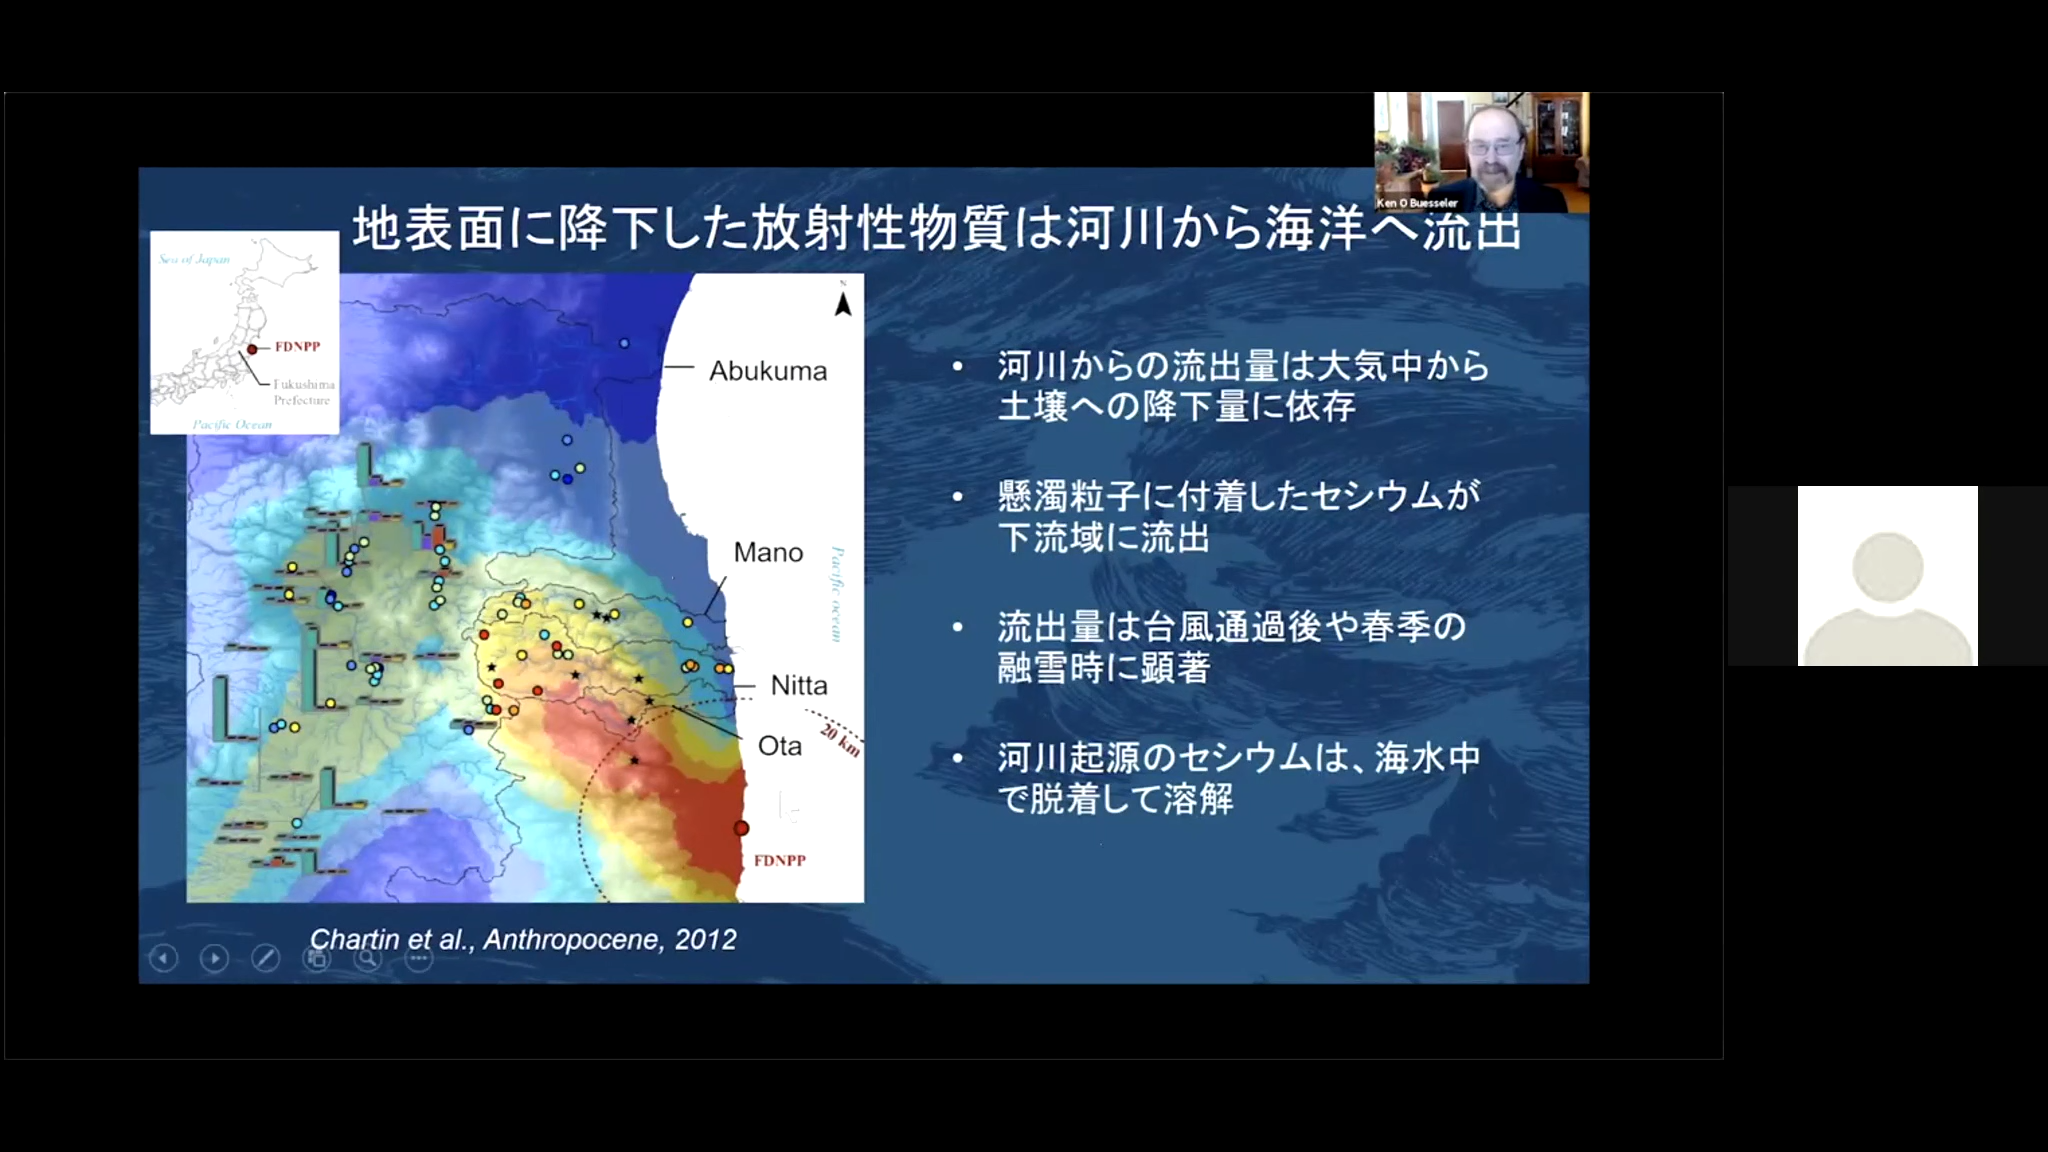 Ken O Buesseler
地表面に降下した放射性物質は河川から海洋へ流出
Sea of Japan
FDNPP
Fukushima
Prefecture
Pacific Ocean
N
Abukuma
Mano
Pacific ocean
Nitta
Ota
20 km
FDNPP
• 河川からの流出量は大気中から
土壌への降下量に依存
• 懸濁粒子に付着したセシウムが
下流域に流出
• 流出量は台風通過後や春季の
融雪時に顕著
• 河川起源のセシウムは、海水中
で脱着して溶解
Chartin et al., Anthropocene, 2012